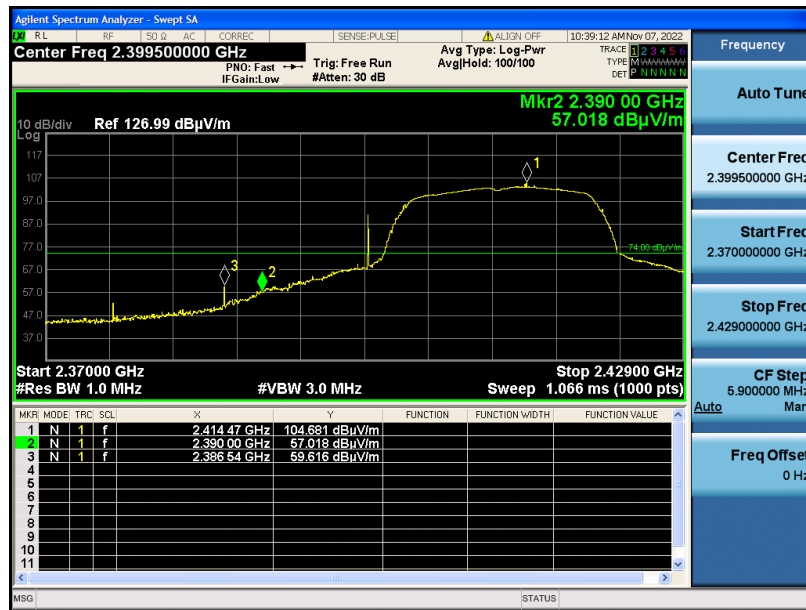 Agilent Spectrum Analyzer - Swept SA
LXI RL RF 50 Ω AC CORREC SENSE:PULSE ALIGN OFF 10:39:12 AM Nov 07, 2022
Center Freq 2.399500000 GHz
PNO: Fast
IFGain:Low
Trig: Free Run
#Atten: 30 dB
Avg Type: Log-Pwr
Avg|Hold: 100/100
TRACE 1 2 3 4 5 6
TYPE M
DET P N N N N N
Mkr2 2.390 00 GHz
57.018 dBµV/m
10 dB/div Ref 126.99 dBµV/m
Log
117
107
97.0
87.0
77.0
67.0
57.0
47.0
37.0
1
74.00 dBµV/m
3
2
Start 2.37000 GHz Stop 2.42900 GHz
#Res BW 1.0 MHz #VBW 3.0 MHz Sweep 1.066 ms (1000 pts)
MKR MODE TRC SCL X Y FUNCTION FUNCTION WIDTH FUNCTION VALUE
1 N 1 f 2.414 47 GHz 104.681 dBµV/m
2 N 1 f 2.390 00 GHz 57.018 dBµV/m
3 N 1 f 2.386 54 GHz 59.616 dBµV/m
4
5
6
7
8
9
10
11
MSG STATUS
Frequency
Auto Tune
Center Freq
2.399500000 GHz
Start Freq
2.370000000 GHz
Stop Freq
2.429000000 GHz
CF Step
5.900000 MHz
Auto Man
Freq Offset
0 Hz